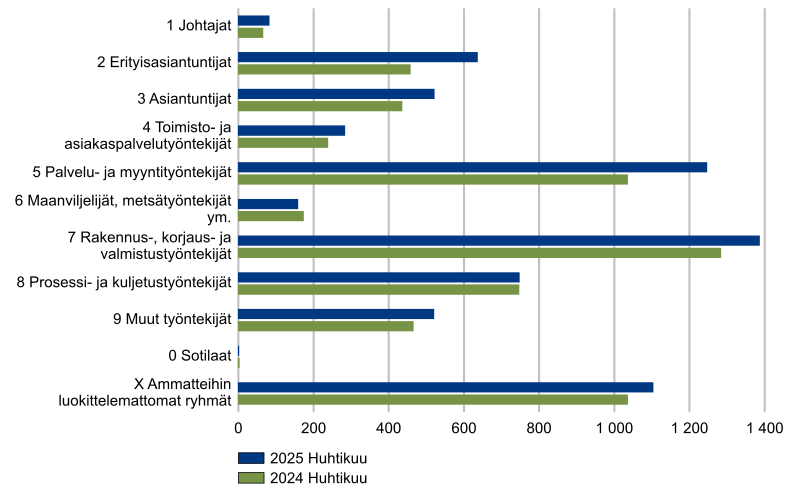 1 Johtajat
2 Erityisasiantuntijat
3 Asiantuntijat
4 Toimisto- ja
asiakaspalvelutyöntekijät
5 Palvelu- ja myyntityöntekijät
6 Maanviljelijät, metsätyöntekijät
ym.
7 Rakennus-, korjaus- ja
valmistustyöntekijät
8 Prosessi- ja kuljetustyöntekijät
9 Muut työntekijät
0 Sotilaat
X Ammatteihin
luokittelemattomat ryhmät
0 200 400 600 800 1 000 1 200 1 400
2025 Huhtikuu
2024 Huhtikuu